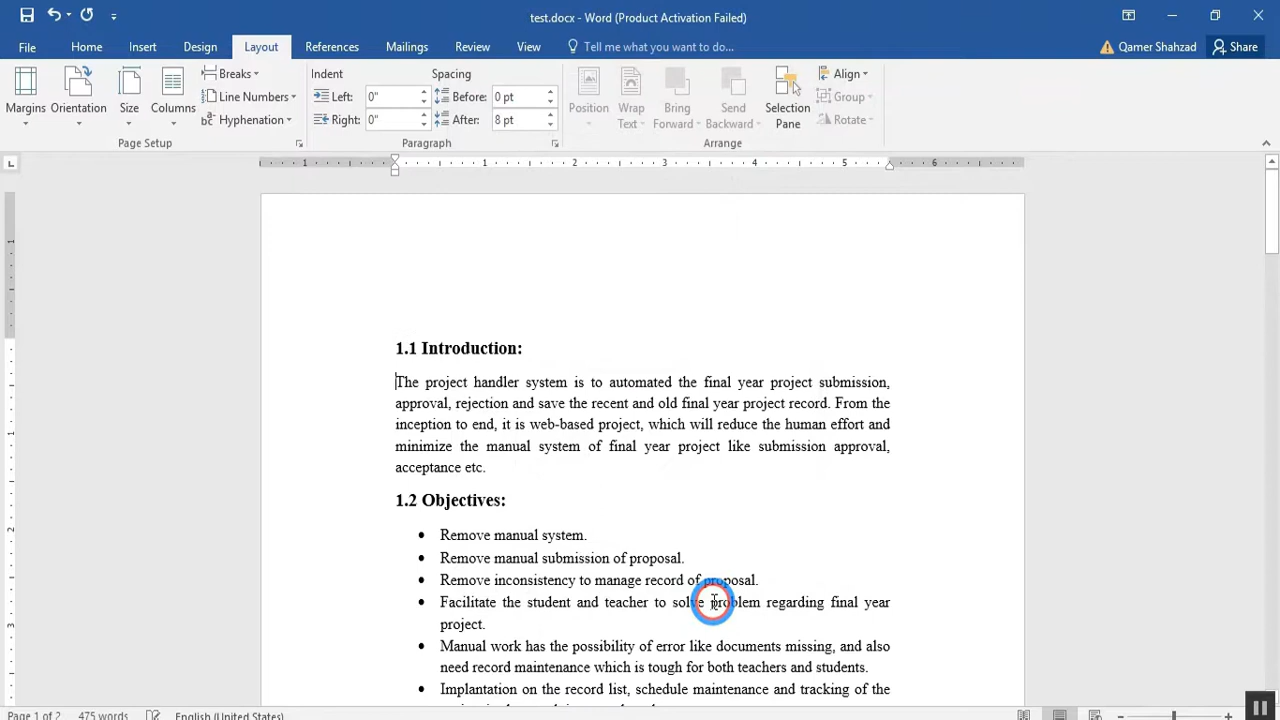 test.docx - Word (Product Activation Failed)
File Home Insert Design Layout References Mailings Review View Tell me what you want to do... Qamer Shahzad Share
Margins Orientation Size Columns Breaks Line Numbers Hyphenation
Page Setup
Indent Spacing
Left: 0" Before: 0 pt
Right: 0" After: 8 pt
Paragraph
Position Wrap Text Bring Forward Send Backward Selection Pane Align Group Rotate
Arrange
1 1 2 3 4 5 6
1.1 Introduction:
The project handler system is to automated the final year project submission,
approval, rejection and save the recent and old final year project record. From the
inception to end, it is web-based project, which will reduce the human effort and
minimize the manual system of final year project like submission approval,
acceptance etc.
1.2 Objectives:
• Remove manual system.
• Remove manual submission of proposal.
• Remove inconsistency to manage record of proposal.
• Facilitate the student and teacher to solve problem regarding final year
project.
• Manual work has the possibility of error like documents missing, and also
need record maintenance which is tough for both teachers and students.
• Implantation on the record list, schedule maintenance and tracking of the
Page 1 of 2 475 words English (United States)